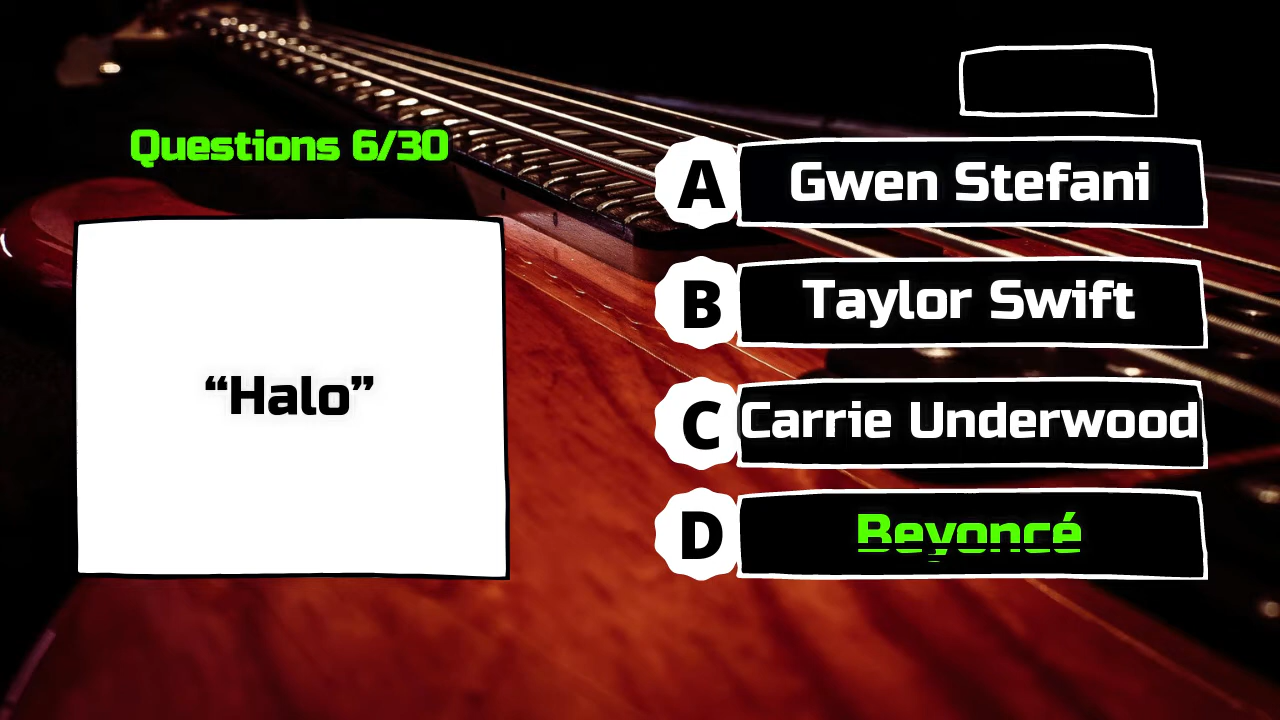 Questions 6/30
“Halo”
A Gwen Stefani
B Taylor Swift
C Carrie Underwood
D Beyoncé